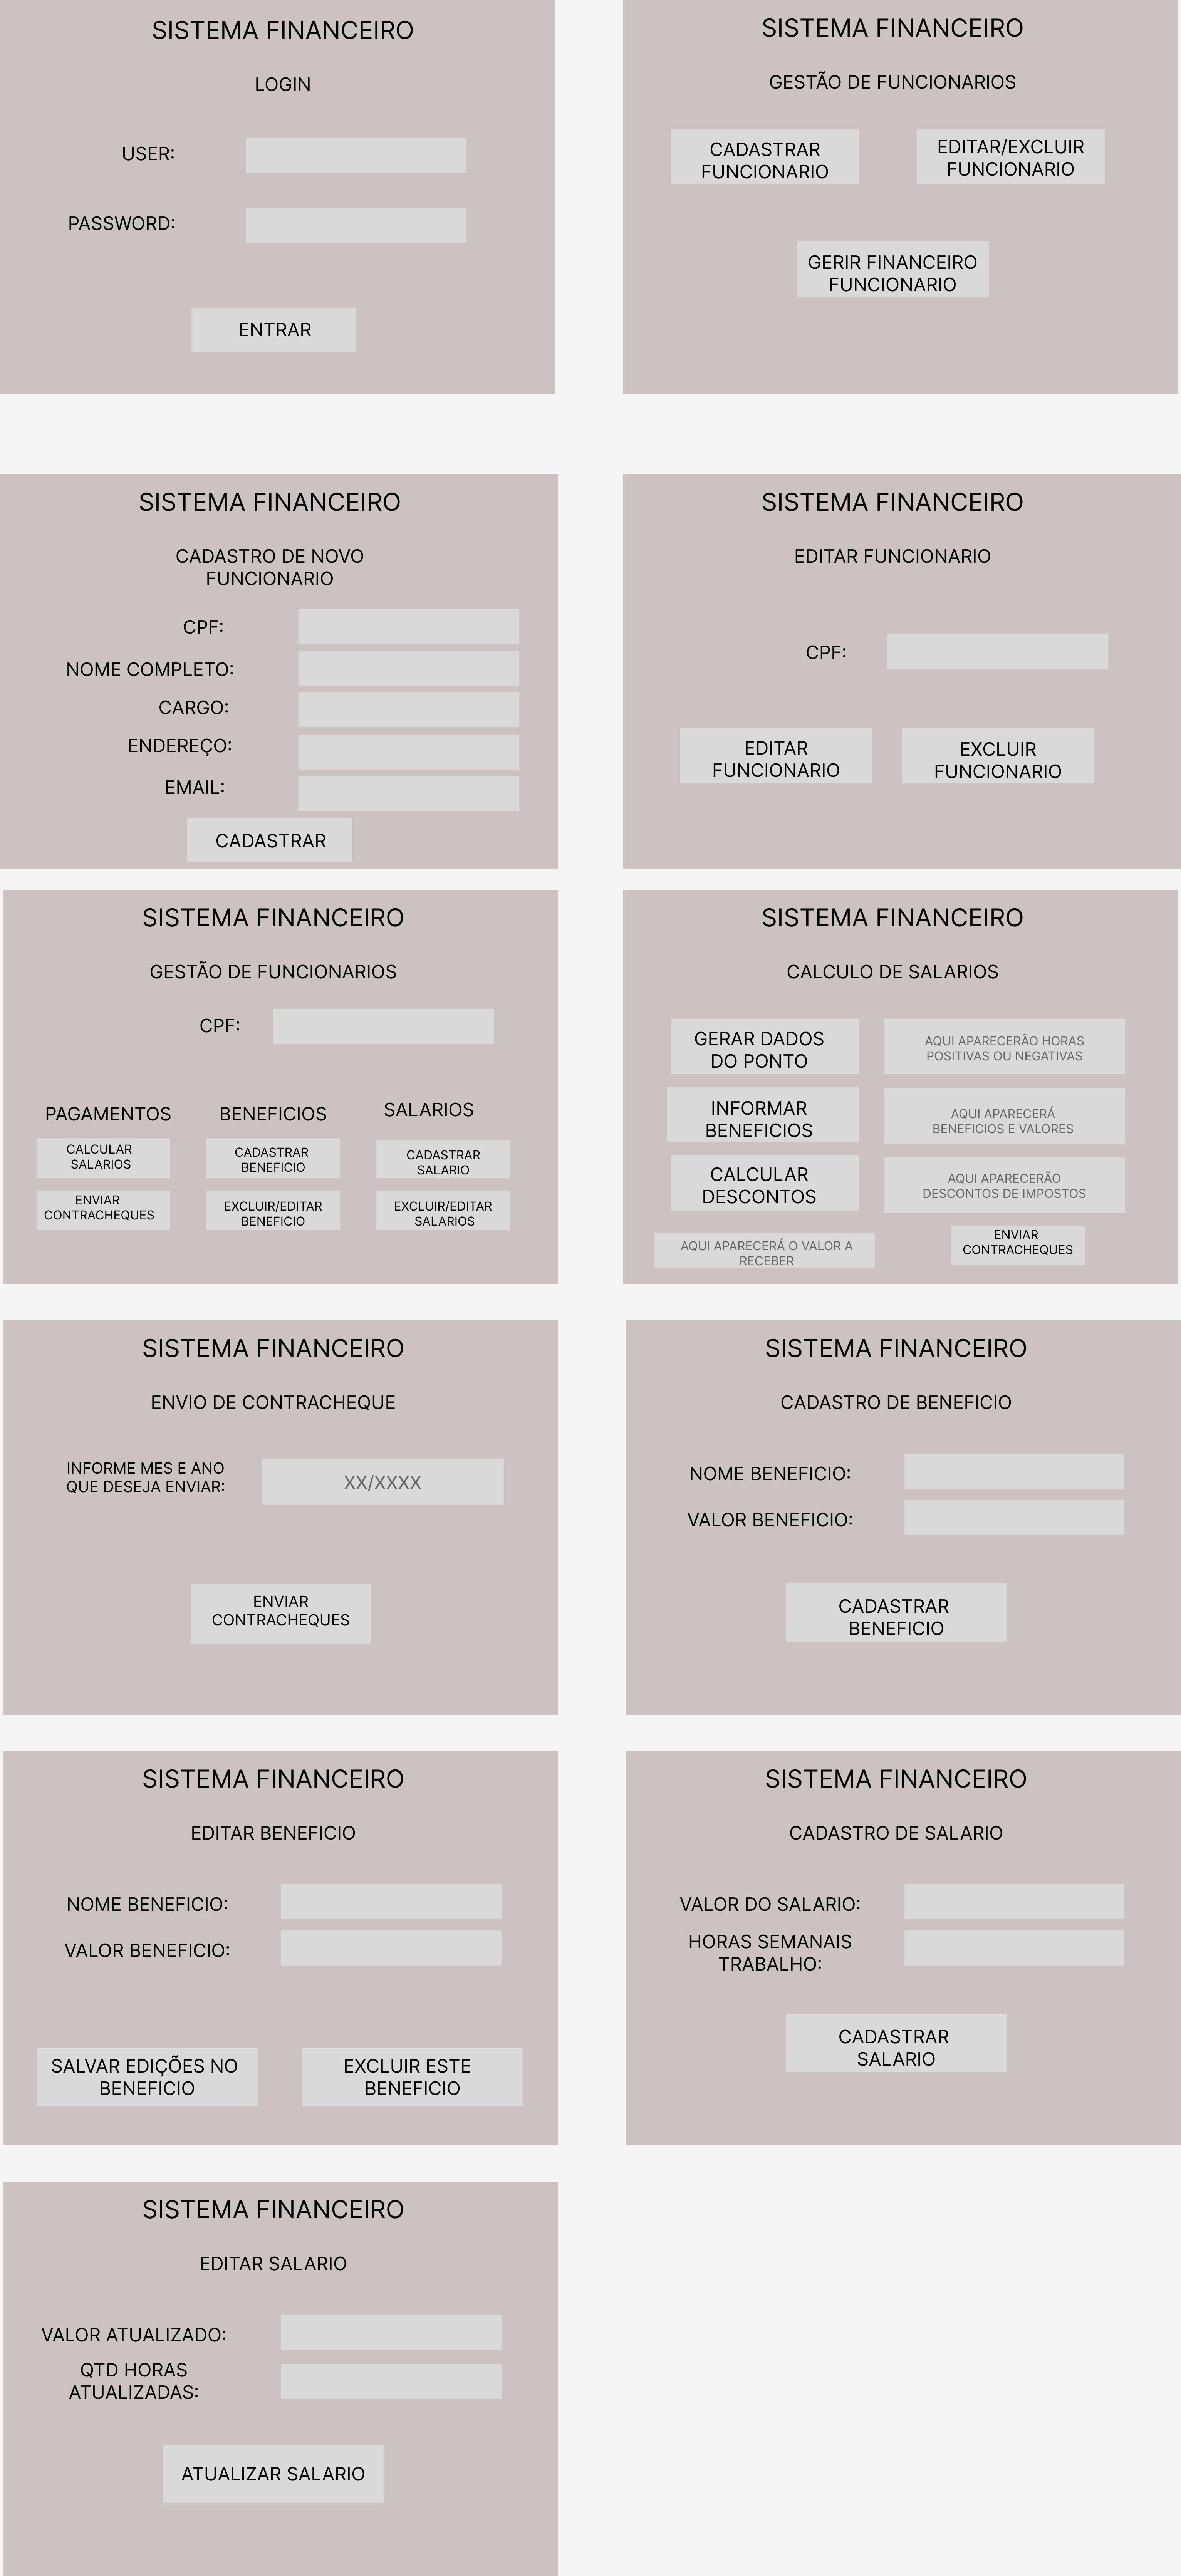 SISTEMA FINANCEIRO
LOGIN
USER:
PASSWORD:
ENTRAR
SISTEMA FINANCEIRO
GESTÃO DE FUNCIONARIOS
CADASTRAR
FUNCIONARIO
EDITAR/EXCLUIR
FUNCIONARIO
GERIR FINANCEIRO
FUNCIONARIO
SISTEMA FINANCEIRO
CADASTRO DE NOVO
FUNCIONARIO
CPF:
NOME COMPLETO:
CARGO:
ENDEREÇO:
EMAIL:
CADASTRAR
SISTEMA FINANCEIRO
EDITAR FUNCIONARIO
CPF:
EDITAR
FUNCIONARIO
EXCLUIR
FUNCIONARIO
SISTEMA FINANCEIRO
GESTÃO DE FUNCIONARIOS
CPF:
PAGAMENTOS
CALCULAR
SALARIOS
ENVIAR
CONTRACHEQUES
BENEFICIOS
CADASTRAR
BENEFICIO
EXCLUIR/EDITAR
BENEFICIO
SALARIOS
CADASTRAR
SALARIO
EXCLUIR/EDITAR
SALARIOS
SISTEMA FINANCEIRO
CALCULO DE SALARIOS
GERAR DADOS
DO PONTO
AQUI APARECERÃO HORAS
POSITIVAS OU NEGATIVAS
INFORMAR
BENEFICIOS
AQUI APARECERÁ
BENEFICIOS E VALORES
CALCULAR
DESCONTOS
AQUI APARECERÃO
DESCONTOS DE IMPOSTOS
AQUI APARECERÁ O VALOR A
RECEBER
ENVIAR
CONTRACHEQUES
SISTEMA FINANCEIRO
ENVIO DE CONTRACHEQUE
INFORME MES E ANO
QUE DESEJA ENVIAR:
XX/XXXX
ENVIAR
CONTRACHEQUES
SISTEMA FINANCEIRO
CADASTRO DE BENEFICIO
NOME BENEFICIO:
VALOR BENEFICIO:
CADASTRAR
BENEFICIO
SISTEMA FINANCEIRO
EDITAR BENEFICIO
NOME BENEFICIO:
VALOR BENEFICIO:
SALVAR EDIÇÕES NO
BENEFICIO
EXCLUIR ESTE
BENEFICIO
SISTEMA FINANCEIRO
CADASTRO DE SALARIO
VALOR DO SALARIO:
HORAS SEMANAIS
TRABALHO:
CADASTRAR
SALARIO
SISTEMA FINANCEIRO
EDITAR SALARIO
VALOR ATUALIZADO:
QTD HORAS
ATUALIZADAS:
ATUALIZAR SALARIO